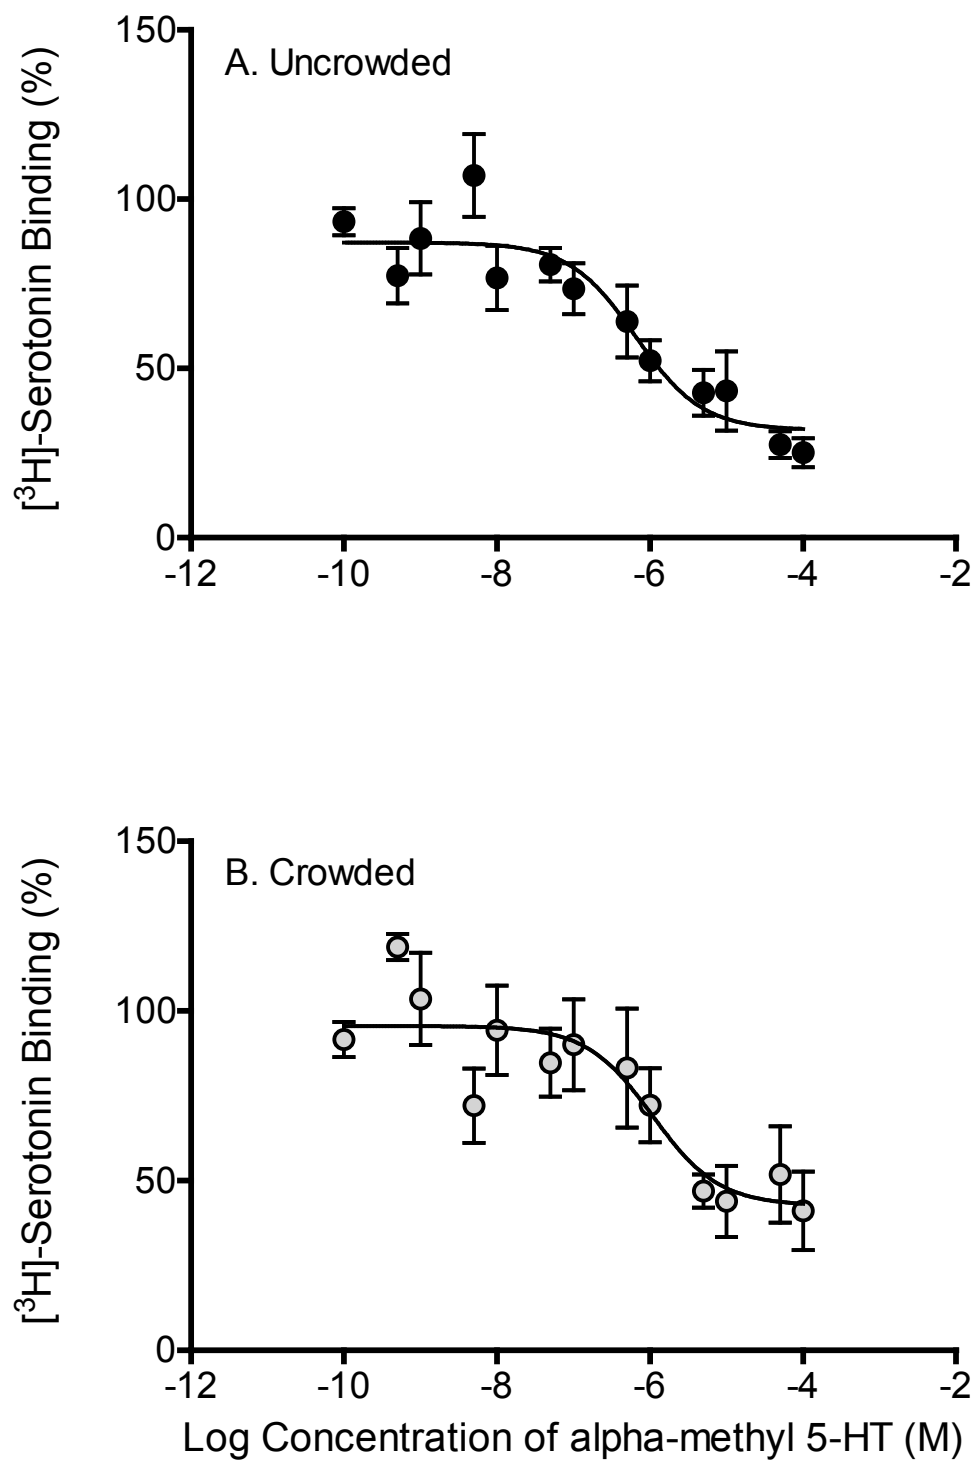 A. Uncrowded
[³H]-Serotonin Binding (%)
150
100
50
0
-12 -10 -8 -6 -4 -2
B. Crowded
[³H]-Serotonin Binding (%)
150
100
50
0
-12 -10 -8 -6 -4 -2
Log Concentration of alpha-methyl 5-HT (M)